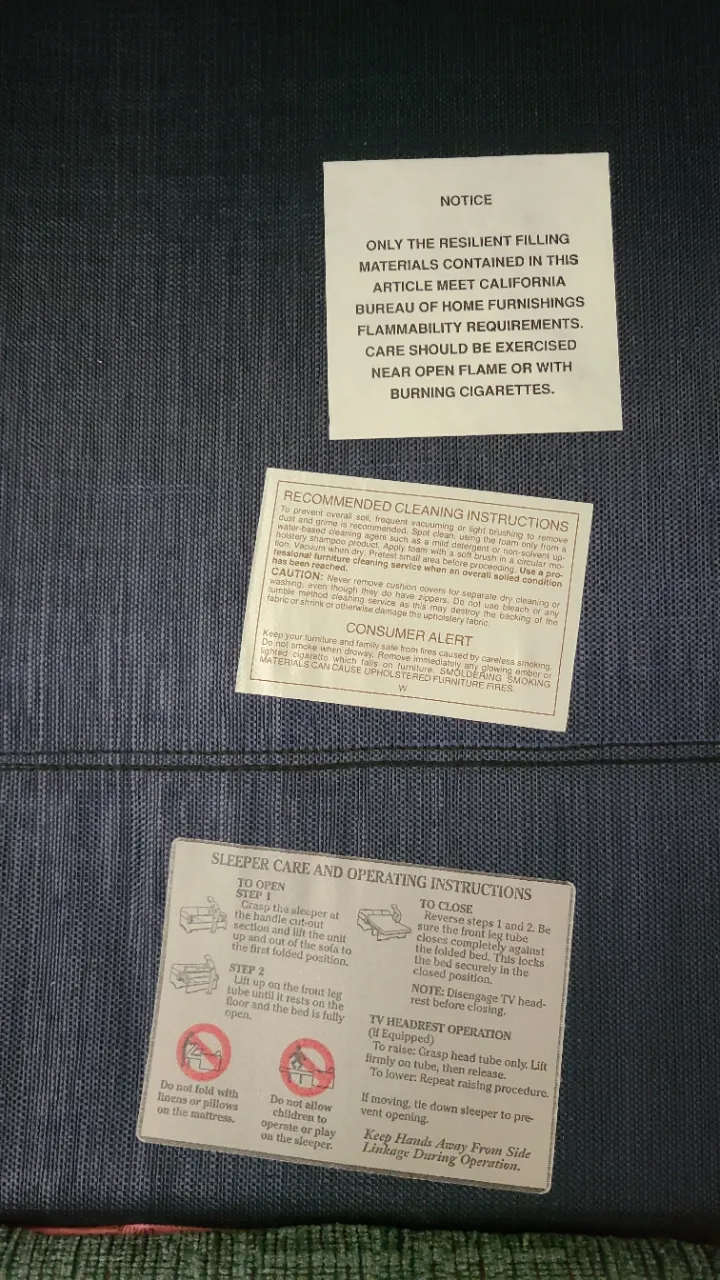 NOTICE
ONLY THE RESILIENT FILLING
MATERIALS CONTAINED IN THIS
ARTICLE MEET CALIFORNIA
BUREAU OF HOME FURNISHINGS
FLAMMABILITY REQUIREMENTS.
CARE SHOULD BE EXERCISED
NEAR OPEN FLAME OR WITH
BURNING CIGARETTES.
RECOMMENDED CLEANING INSTRUCTIONS
To prevent overall soil, frequent vacuuming or light brushing to remove
dust and grime is recommended. Spot clean, using the foam only from a
water-based cleaning agent such as a mild detergent or non-solvent up-
holstery shampoo product. Apply foam with a soft brush in a circular mo-
tion. Vacuum when dry. Pretest small area before proceeding. Use a pro-
fessional furniture cleaning service when an overall soiled condition
has been reached.
CAUTION: Never remove cushion covers for separate dry cleaning or
washing, even though they do have zippers. Do not use bleach or any
tumble method cleaning service as this may destroy the backing of the
fabric or shrink or otherwise damage the upholstery fabric.
CONSUMER ALERT
Keep your furniture and family safe from fires caused by careless smoking.
Do not smoke when drowsy. Remove immediately any glowing ember or
lighted cigarette which falls on furniture. SMOLDERING SMOKING
MATERIALS CAN CAUSE UPHOLSTERED FURNITURE FIRES.
W
SLEEPER CARE AND OPERATING INSTRUCTIONS
TO OPEN
STEP 1
Grasp the sleeper at
the handle cut-out
section and lift the unit
up and out of the sofa to
the first folded position.
STEP 2
Lift up on the front leg
tube until it rests on the
floor and the bed is fully
open.
Do not fold with
linens or pillows
on the mattress.
Do not allow
children to
operate or play
on the sleeper.
TO CLOSE
Reverse steps 1 and 2. Be
sure the front leg tube
closes completely against
the folded bed. This locks
the bed securely in the
closed position.
NOTE: Disengage TV head-
rest before closing.
TV HEADREST OPERATION
(If Equipped)
To raise: Grasp head tube only. Lift
firmly on tube, then release.
To lower: Repeat raising procedure.
If moving, tie down sleeper to pre-
vent opening.
Keep Hands Away From Side
Linkage During Operation.